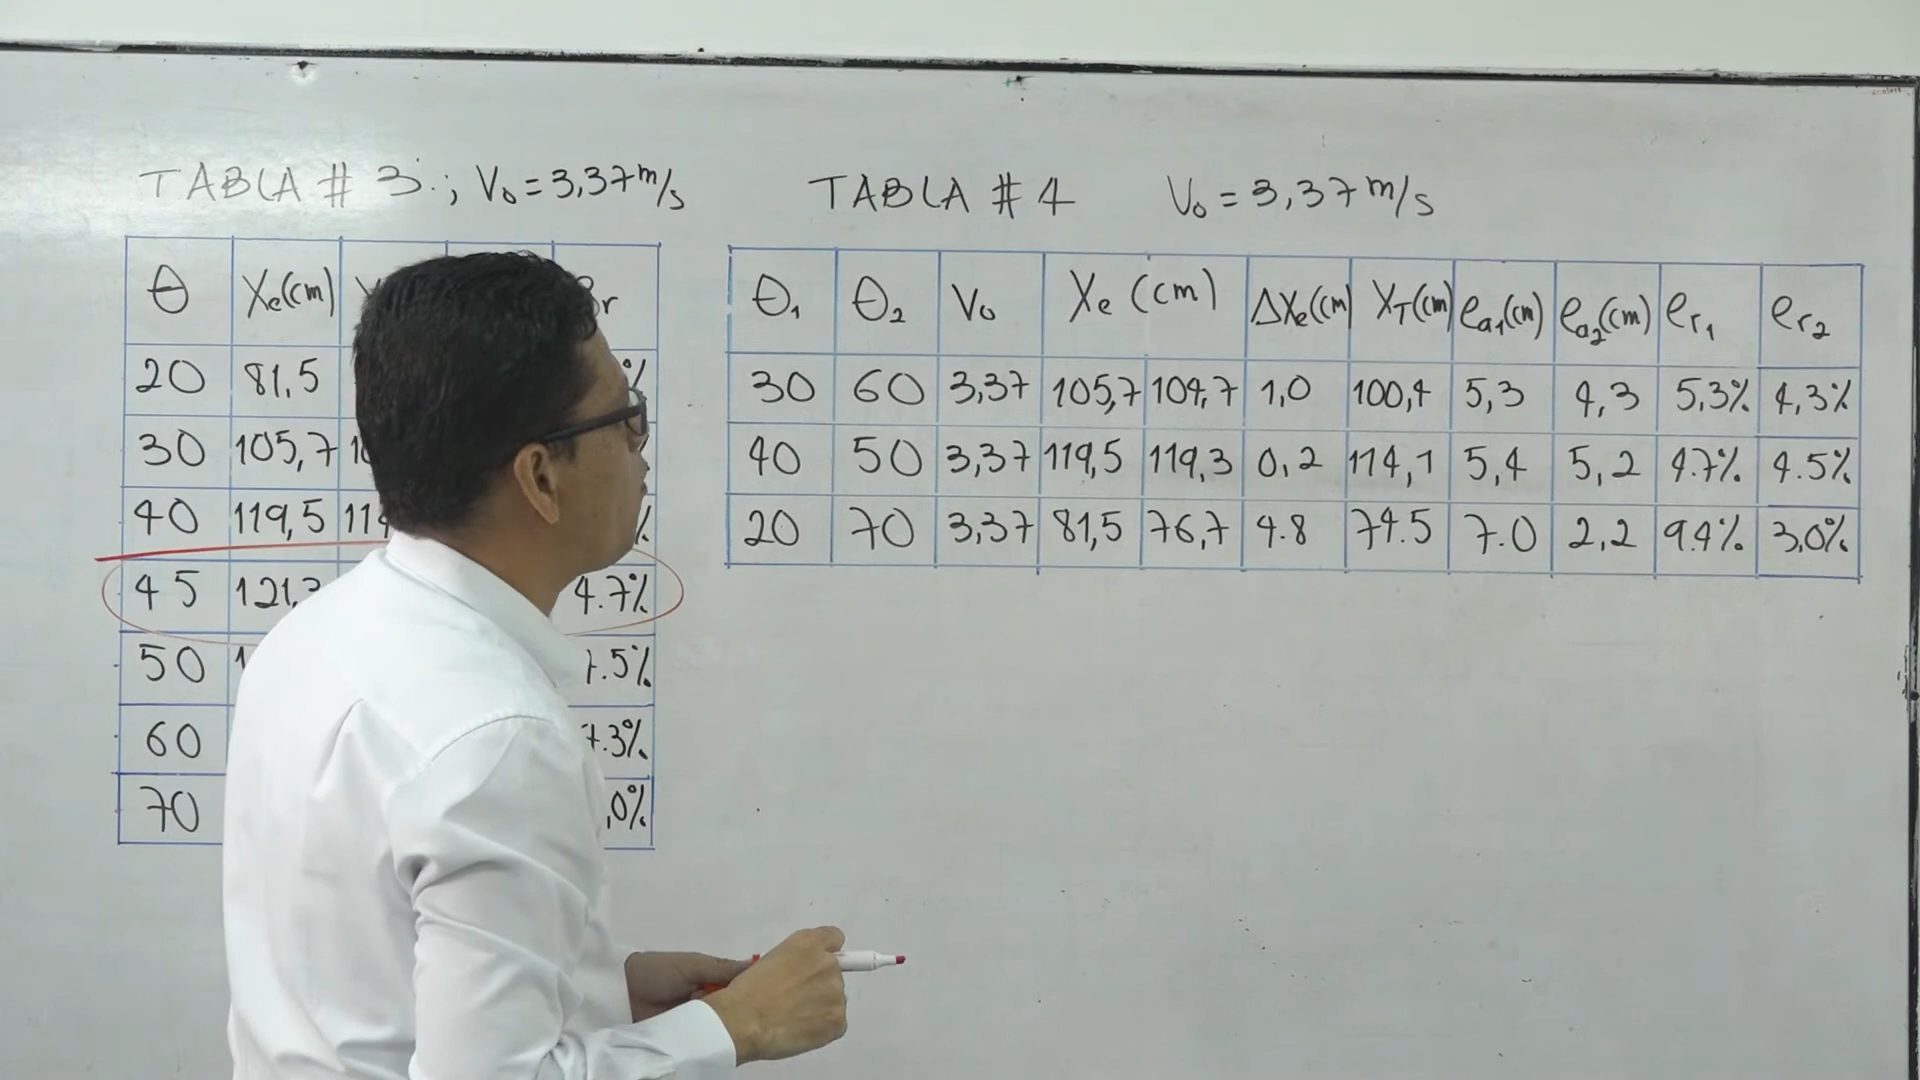 TABLA # 3 ; V₀ = 3,37 m/s
θ Xe(cm)
20 81,5 %
30 105,7
40 119,5
45 121,3 4.7%
50 .5%
60 .3%
70 ,0%
TABLA # 4 V₀ = 3,37 m/s
θ₁ θ₂ V₀ Xe (cm) ΔXe(cm) XT(cm) ea₁(cm) ea₂(cm) er₁ er₂
30 60 3,37 105,7 104,7 1,0 100,4 5,3 4,3 5,3% 4,3%
40 50 3,37 119,5 119,3 0,2 114,1 5,4 5,2 4.7% 4.5%
20 70 3,37 81,5 76,7 4.8 74.5 7.0 2,2 9.4% 3,0%